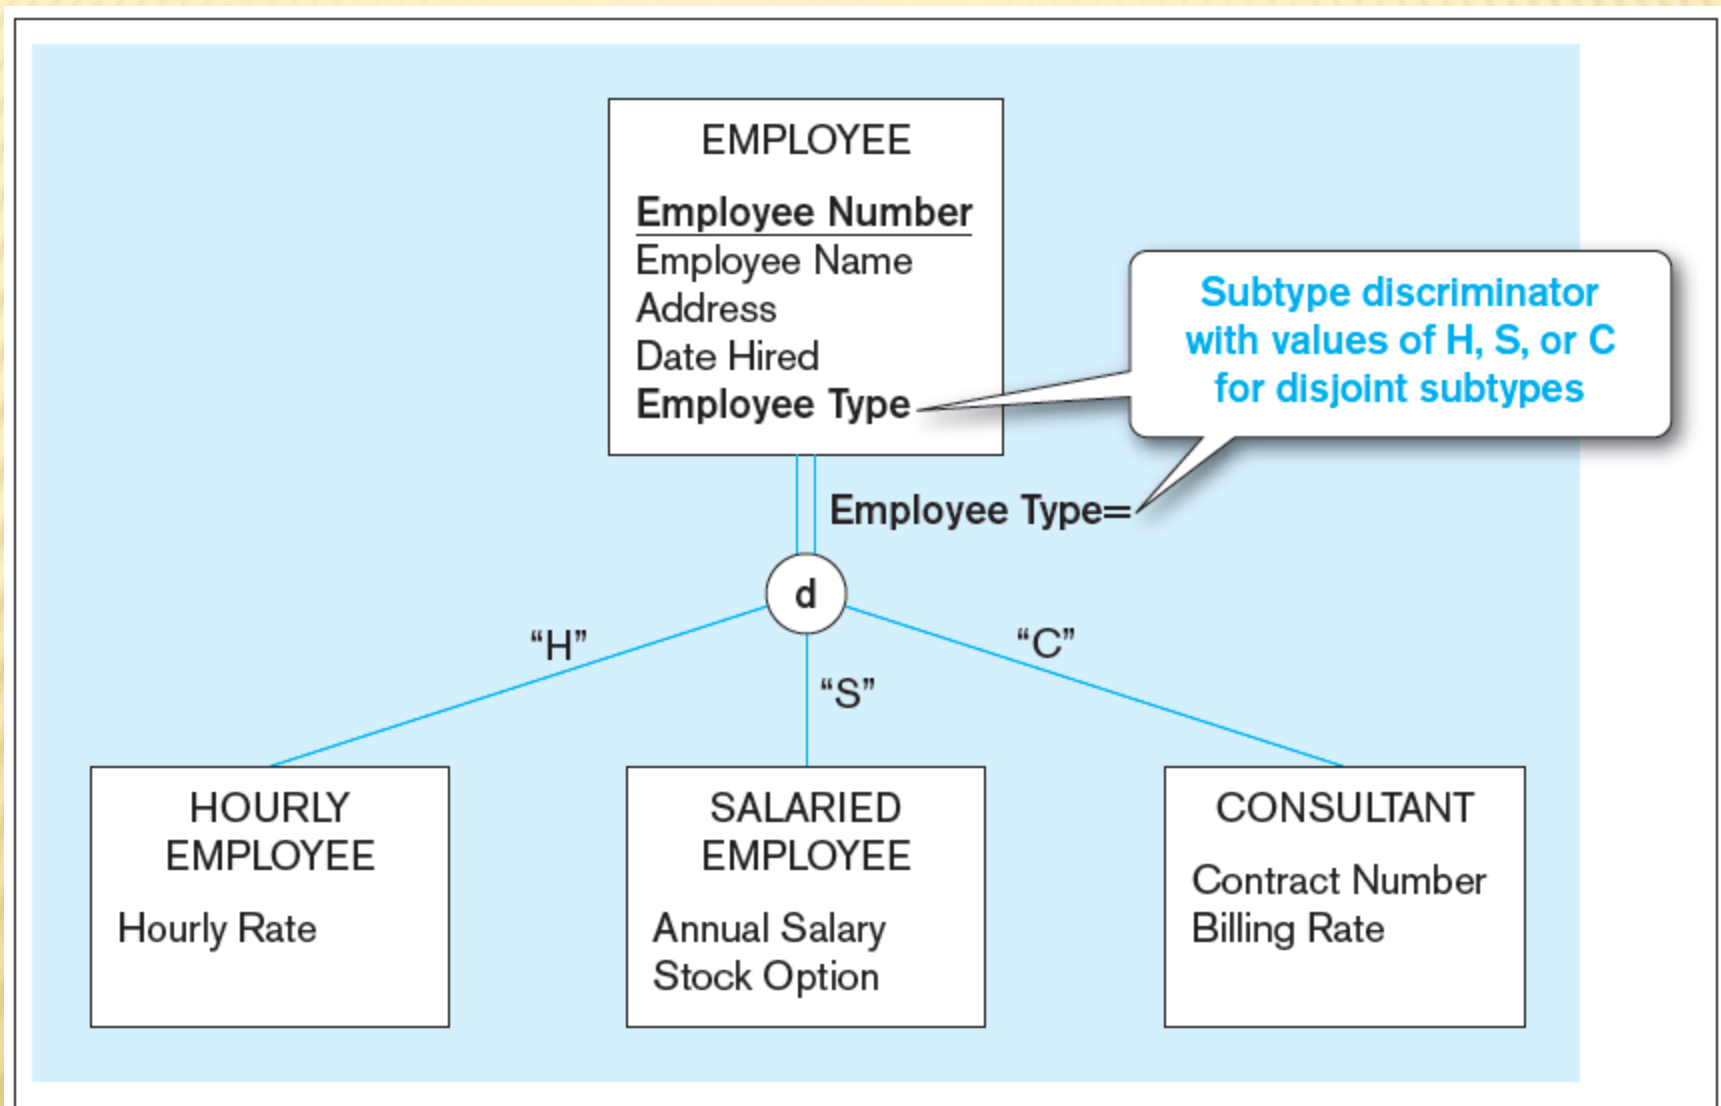 EMPLOYEE
Employee Number
Employee Name
Address
Date Hired
Employee Type
Subtype discriminator
with values of H, S, or C
for disjoint subtypes
Employee Type=
d
“H”
“S”
“C”
HOURLY
EMPLOYEE
Hourly Rate
SALARIED
EMPLOYEE
Annual Salary
Stock Option
CONSULTANT
Contract Number
Billing Rate